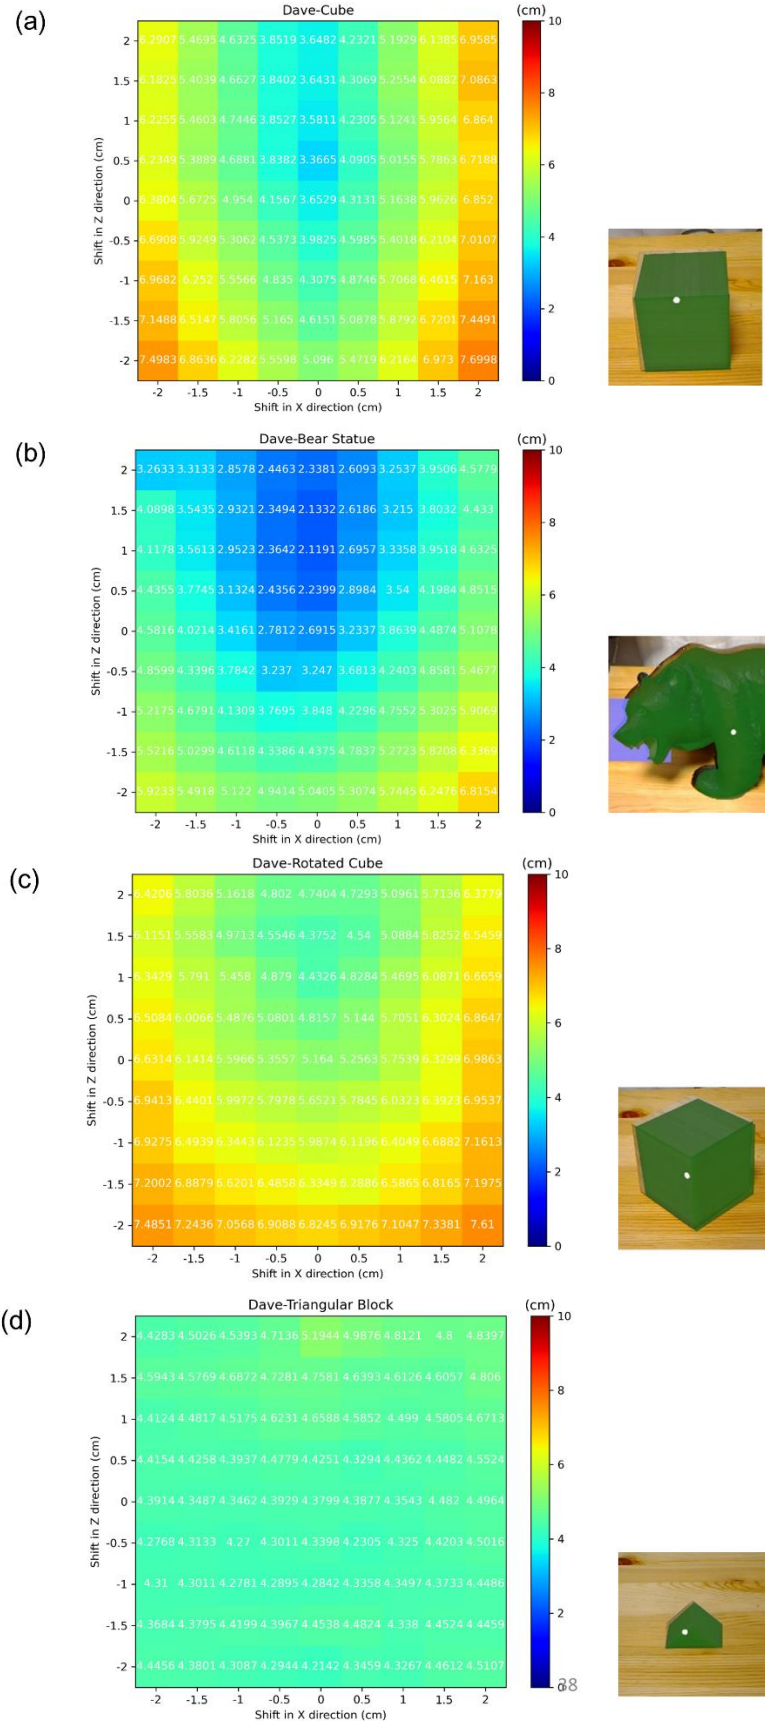 (a)
Dave-Cube
(cm)
2 6.2907 5.4695 4.6325 3.8519 3.6482 4.2321 5.1929 6.1385 6.9585 10
1.5 6.1825 5.4039 4.6627 3.8402 3.6431 4.3069 5.2554 6.0882 7.0863
8
1 6.2255 5.4603 4.7446 3.8527 3.5811 4.2305 5.1241 5.9564 6.864
0.5 6.2349 5.3889 4.6881 3.8382 3.3665 4.0905 5.0155 5.7863 6.7188
6
0 6.3804 5.6725 4.954 4.1567 3.6529 4.3131 5.1638 5.9626 6.852
-0.5 6.6908 5.9249 5.3062 4.5373 3.9825 4.5985 5.4018 6.2104 7.0107
4
-1 6.9682 6.252 5.5566 4.835 4.3075 4.8746 5.7068 6.4615 7.163
2
-1.5 7.1488 6.5147 5.8056 5.165 4.6151 5.0878 5.8792 6.7201 7.4491
-2 7.4983 6.8636 6.2282 5.5598 5.096 5.4719 6.2164 6.973 7.6998
0
-2 -1.5 -1 -0.5 0 0.5 1 1.5 2
Shift in X direction (cm)
Shift in Z direction (cm)
(b)
Dave-Bear Statue
(cm)
2 3.2633 3.3133 2.8578 2.4463 2.3381 2.6093 3.2537 3.9506 4.5779 10
1.5 4.0898 3.5435 2.9321 2.3494 2.1332 2.6186 3.215 3.8032 4.433
8
1 4.1178 3.5613 2.9523 2.3642 2.1191 2.6957 3.3358 3.9518 4.6325
0.5 4.4355 3.7745 3.1324 2.4356 2.2399 2.8984 3.54 4.1984 4.8515
6
0 4.5816 4.0214 3.4161 2.7812 2.6915 3.2337 3.8639 4.4874 5.1078
-0.5 4.8599 4.3396 3.7842 3.237 3.247 3.6813 4.2403 4.8581 5.4677
4
-1 5.2175 4.6791 4.1309 3.7695 3.848 4.2296 4.7552 5.3025 5.9069
2
-1.5 5.5216 5.0299 4.6118 4.3386 4.4375 4.7837 5.2723 5.8208 6.3369
-2 5.9233 5.4918 5.122 4.9414 5.0405 5.3074 5.7445 6.2476 6.8154
0
-2 -1.5 -1 -0.5 0 0.5 1 1.5 2
Shift in X direction (cm)
Shift in Z direction (cm)
(c)
Dave-Rotated Cube
(cm)
2 6.4206 5.8036 5.1618 4.802 4.7404 4.7293 5.0961 5.7136 6.3779 10
1.5 6.1151 5.5583 4.9713 4.5546 4.3752 4.54 5.0884 5.8252 6.5459
8
1 6.3429 5.791 5.458 4.879 4.4326 4.8284 5.4695 6.0871 6.6659
0.5 6.5084 6.0066 5.4876 5.0801 4.8157 5.144 5.7051 6.3024 6.8647
6
0 6.6314 6.1414 5.5966 5.3557 5.164 5.2563 5.7539 6.3299 6.9863
-0.5 6.9413 6.4401 5.9972 5.7978 5.6521 5.7845 6.0323 6.3923 6.9537
4
-1 6.9275 6.4939 6.3443 6.1235 5.9874 6.1196 6.4049 6.6882 7.1613
2
-1.5 7.2002 6.8879 6.6201 6.4858 6.3349 6.2886 6.5865 6.8165 7.1975
-2 7.4851 7.2436 7.0568 6.9088 6.8245 6.9176 7.1047 7.3381 7.61
0
-2 -1.5 -1 -0.5 0 0.5 1 1.5 2
Shift in X direction (cm)
Shift in Z direction (cm)
(d)
Dave-Triangular Block
(cm)
2 4.4283 4.5026 4.5393 4.7136 5.1944 4.9876 4.8121 4.8 4.8397 10
1.5 4.5943 4.5769 4.6872 4.7281 4.7581 4.6393 4.6126 4.6057 4.806
8
1 4.4124 4.4817 4.5175 4.6231 4.6588 4.5852 4.499 4.5805 4.6713
0.5 4.4154 4.4258 4.3937 4.4779 4.4251 4.3294 4.4362 4.4482 4.5524
6
0 4.3914 4.3487 4.3462 4.3929 4.3799 4.3877 4.3543 4.482 4.4964
-0.5 4.2768 4.3133 4.27 4.3011 4.3398 4.2305 4.325 4.4203 4.5016
4
-1 4.31 4.3011 4.2781 4.2895 4.2842 4.3358 4.3497 4.3733 4.4486
2
-1.5 4.3684 4.3795 4.4199 4.3967 4.4538 4.4824 4.338 4.4524 4.4459
-2 4.4456 4.3801 4.3087 4.2944 4.2142 4.3459 4.3267 4.4612 4.5107
0
38
-2 -1.5 -1 -0.5 0 0.5 1 1.5 2
Shift in X direction (cm)
Shift in Z direction (cm)